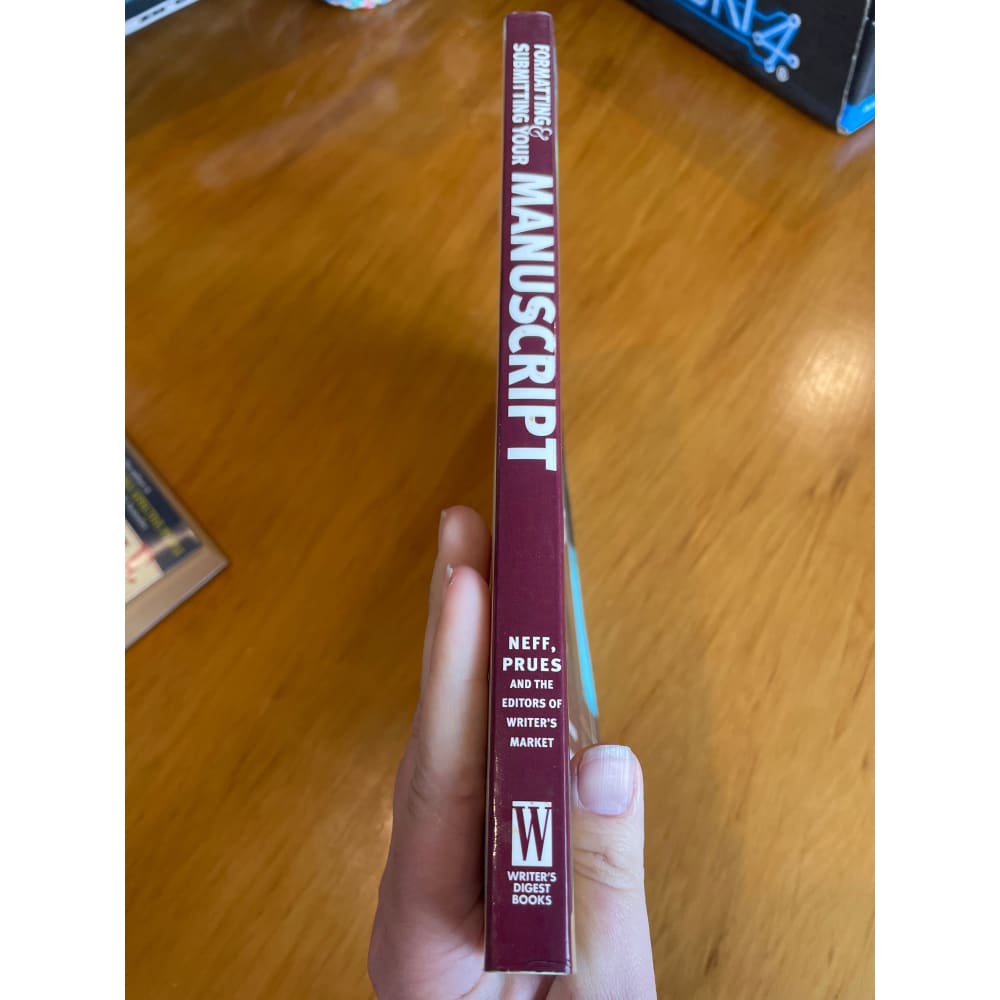 FORMATTING &
SUBMITTING YOUR
MANUSCRIPT
NEFF,
PRUES
AND THE
EDITORS OF
WRITER'S
MARKET
W
WRITER'S
DIGEST
BOOKS